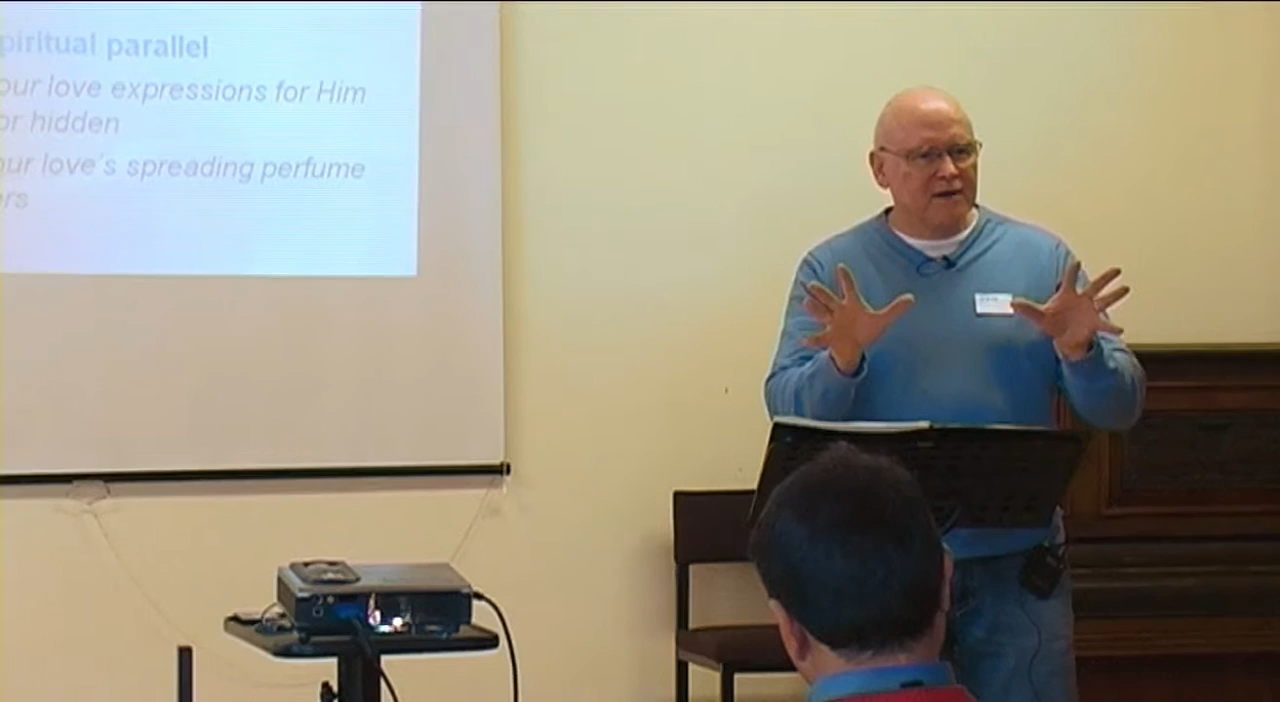 piritual parallel
our love expressions for Him
or hidden
our love's spreading perfume
ers